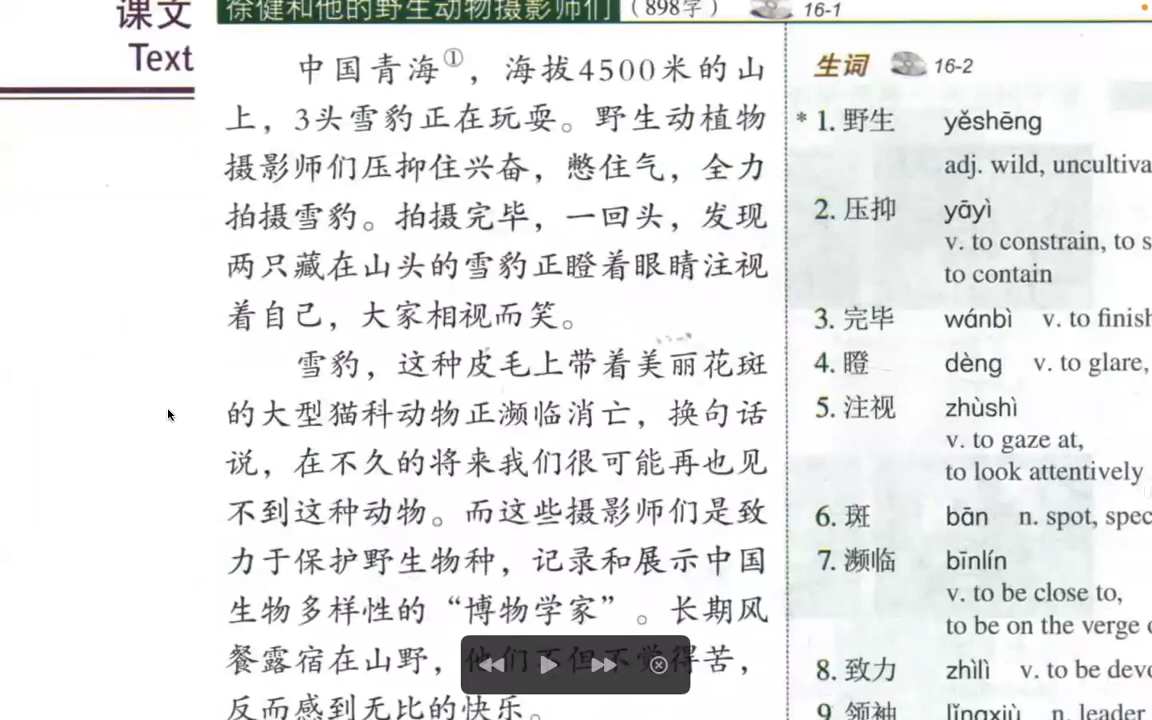 课文
Text
徐健和他的野生动物摄影师们（898字） 16-1
中国青海①，海拔4500米的山
上，3头雪豹正在玩耍。野生动植物
摄影师们压抑住兴奋，憋住气，全力
拍摄雪豹。拍摄完毕，一回头，发现
两只藏在山头的雪豹正瞪着眼睛注视
着自己，大家相视而笑。
雪豹，这种皮毛上带着美丽花斑
的大型猫科动物正濒临消亡，换句话
说，在不久的将来我们很可能再也见
不到这种动物。而这些摄影师们是致
力于保护野生物种，记录和展示中国
生物多样性的“博物学家”。长期风
餐露宿在山野，他们不但不觉得苦，
反而感到无比的快乐。
生词 16-2
* 1. 野生 yěshēng
adj. wild, uncultiva
2. 压抑 yāyì
v. to constrain, to s
to contain
3. 完毕 wánbì v. to finish
4. 瞪 dèng v. to glare,
5. 注视 zhùshì
v. to gaze at,
to look attentively
6. 斑 bān n. spot, spec
7. 濒临 bīnlín
v. to be close to,
to be on the verge o
8. 致力 zhìlì v. to be devo
9. 领袖 lǐngxiù n. leader